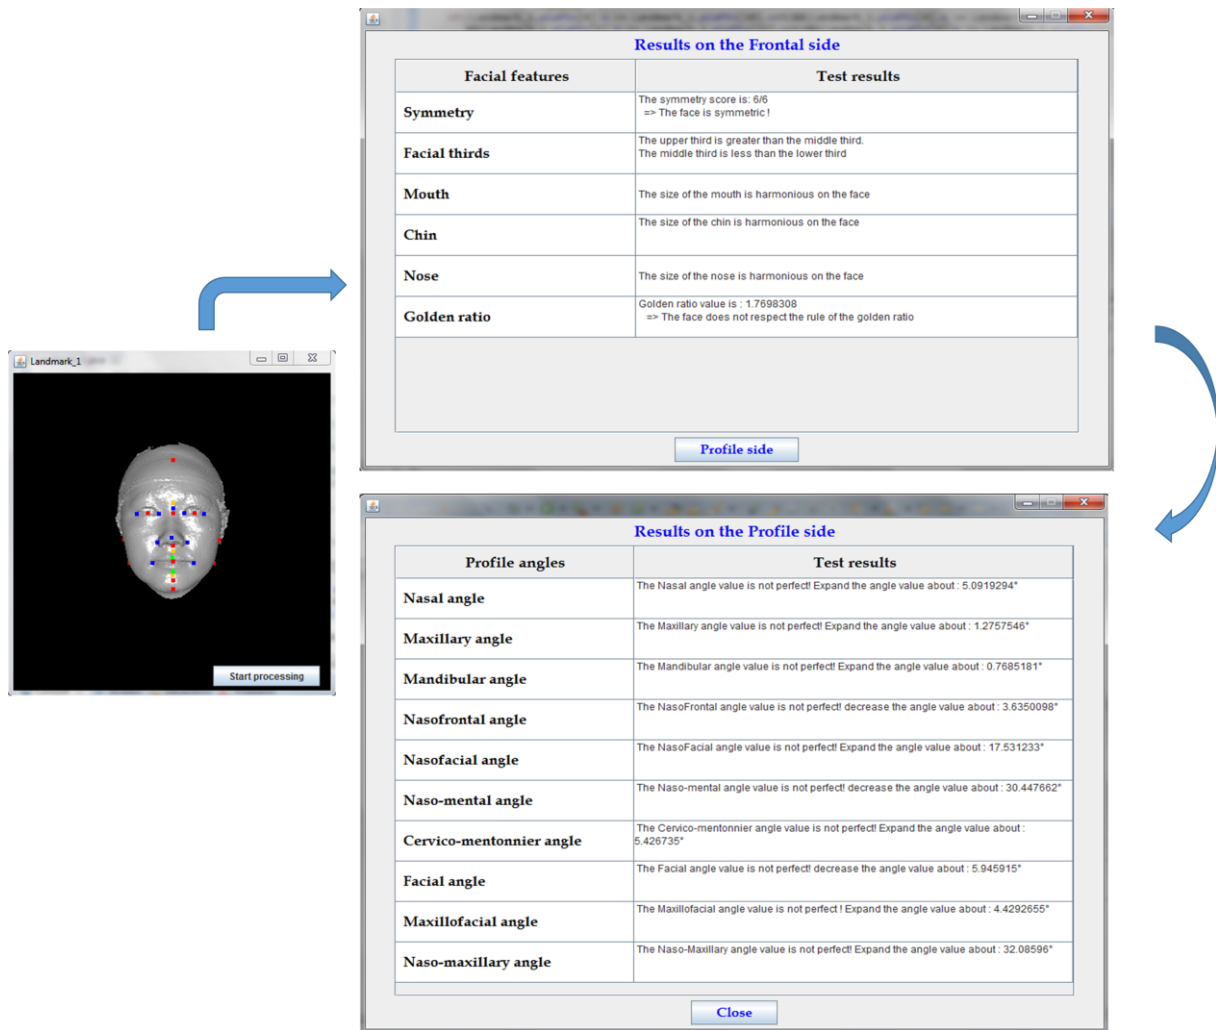 Results on the Frontal side
Facial features
Test results
Symmetry
The symmetry score is: 6/6
=> The face is symmetric !
Facial thirds
The upper third is greater than the middle third.
The middle third is less than the lower third
Mouth
The size of the mouth is harmonious on the face
Chin
The size of the chin is harmonious on the face
Nose
The size of the nose is harmonious on the face
Golden ratio
Golden ratio value is : 1.7698308
=> The face does not respect the rule of the golden ratio
Profile side
Landmark_1
Start processing
Results on the Profile side
Profile angles
Test results
Nasal angle
The Nasal angle value is not perfect! Expand the angle value about : 5.0919294°
Maxillary angle
The Maxillary angle value is not perfect! Expand the angle value about : 1.2757546°
Mandibular angle
The Mandibular angle value is not perfect! Expand the angle value about : 0.7685181°
Nasofrontal angle
The NasoFrontal angle value is not perfect! decrease the angle value about : 3.6350098°
Nasofacial angle
The NasoFacial angle value is not perfect! Expand the angle value about : 17.531233°
Naso-mental angle
The Naso-mental angle value is not perfect! decrease the angle value about : 30.447662°
Cervico-mentonnier angle
The Cervico-mentonnier angle value is not perfect! Expand the angle value about :
5.426735°
Facial angle
The Facial angle value is not perfect! decrease the angle value about : 5.945915°
Maxillofacial angle
The Maxillofacial angle value is not perfect ! Expand the angle value about : 4.4292655°
Naso-maxillary angle
The Naso-Maxillary angle value is not perfect! Expand the angle value about : 32.08596°
Close